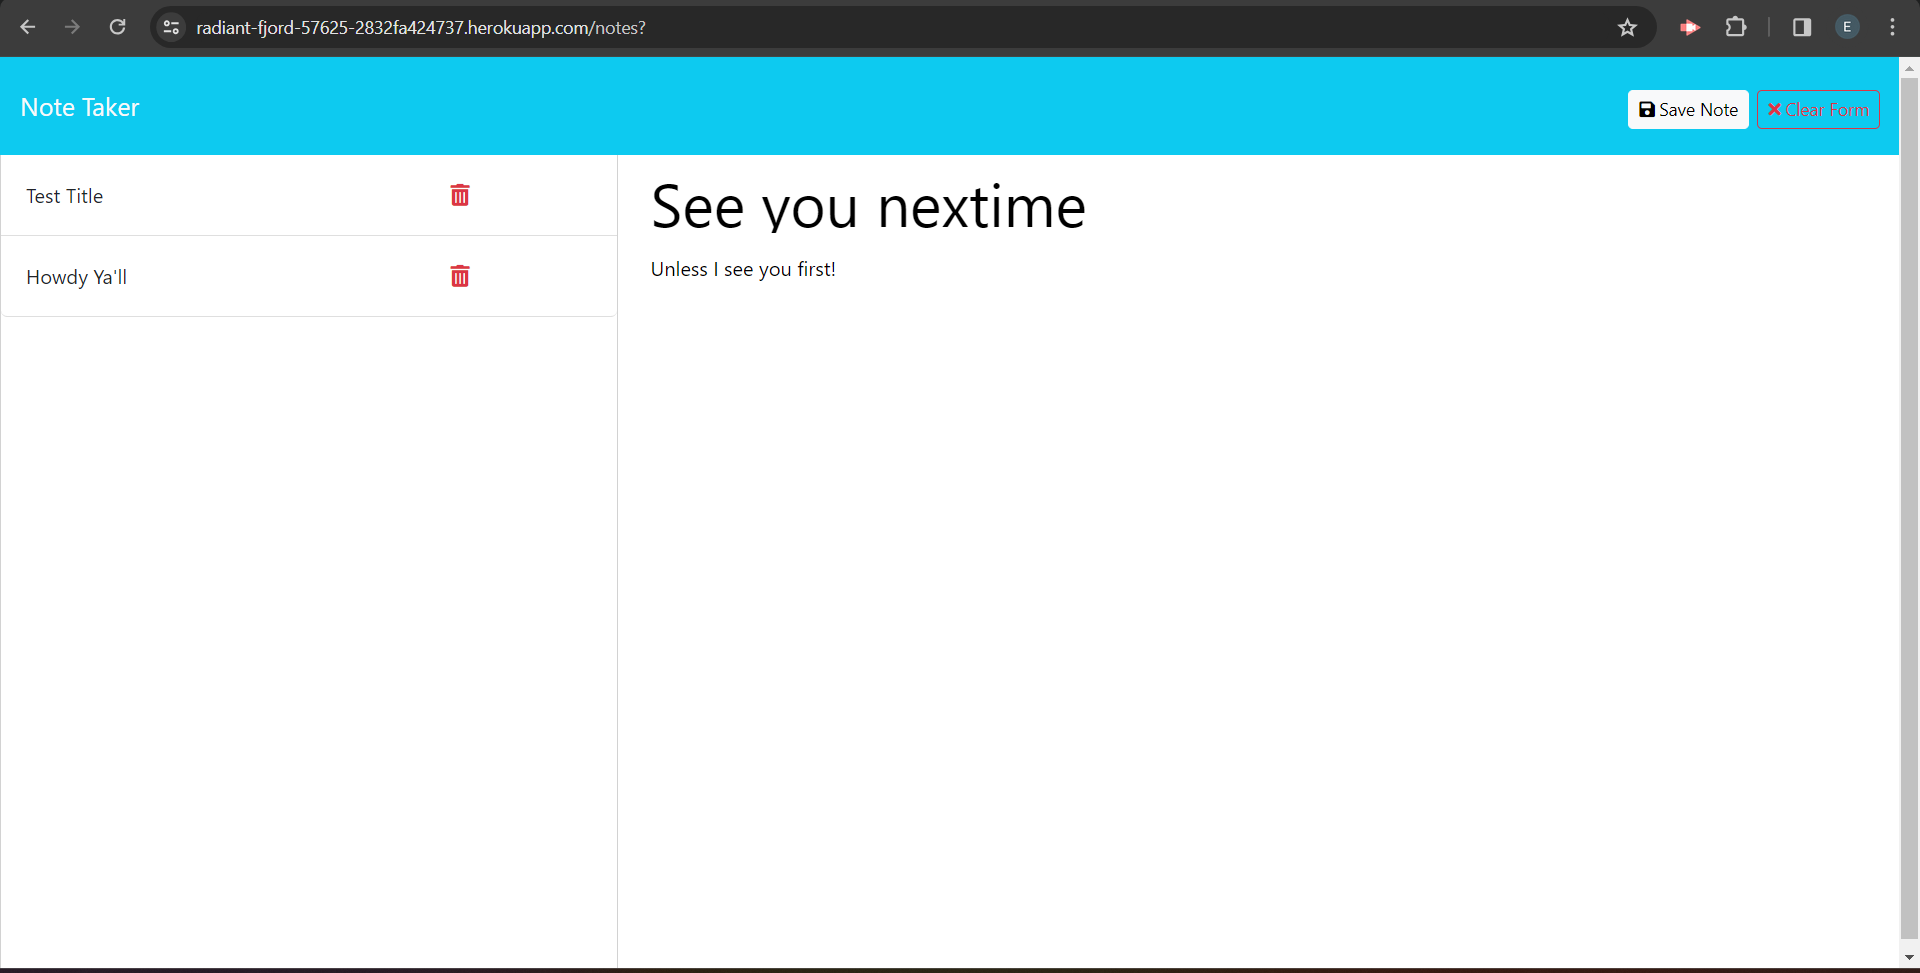 radiant-fjord-57625-2832fa424737.herokuapp.com/notes?
E
Note Taker
Save Note
Clear Form
Test Title
Howdy Ya'll
See you nextime
Unless I see you first!